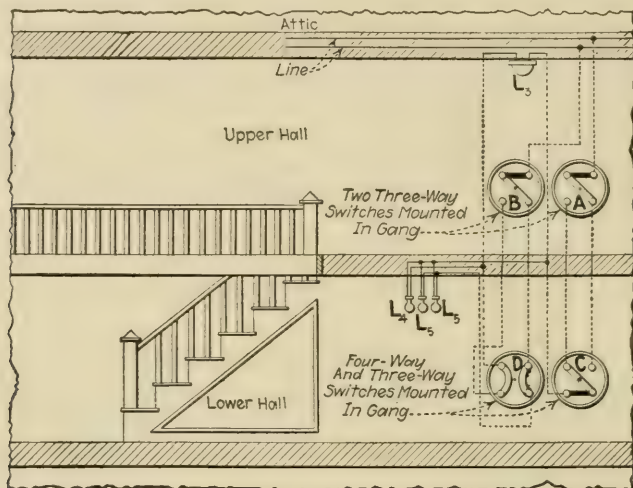 Attic
Line
L3
Upper Hall
Two Three-Way
Switches Mounted
In Gang
B
A
L4
L5
L5
Four-Way
And Three-Way
Switches Mounted
In Gang
D
C
Lower Hall